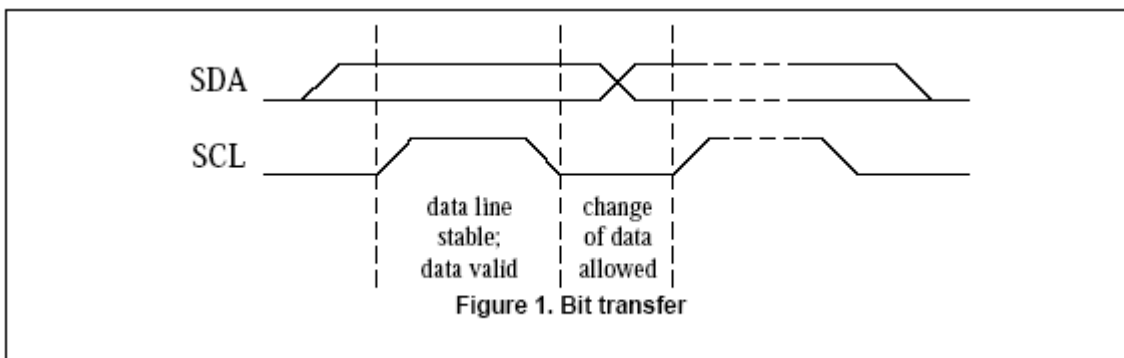 SDA
SCL
data line
stable;
data valid
change
of data
allowed
Figure 1. Bit transfer